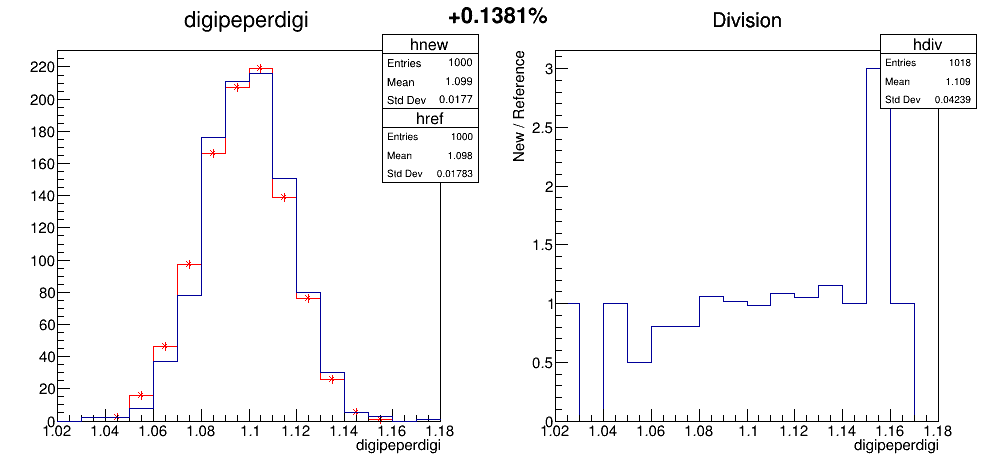 +0.1381%
digipeperdigi
hnew
Entries 1000
Mean 1.099
Std Dev 0.0177
href
Entries 1000
Mean 1.098
Std Dev 0.01783
220
200
180
160
140
120
100
80
60
40
20
0
1.02 1.04 1.06 1.08 1.1 1.12 1.14 1.16 1.18
digipeperdigi
Division
hdiv
Entries 1018
Mean 1.109
Std Dev 0.04239
New / Reference
3
2.5
2
1.5
1
0.5
0
1.02 1.04 1.06 1.08 1.1 1.12 1.14 1.16 1.18
digipeperdigi